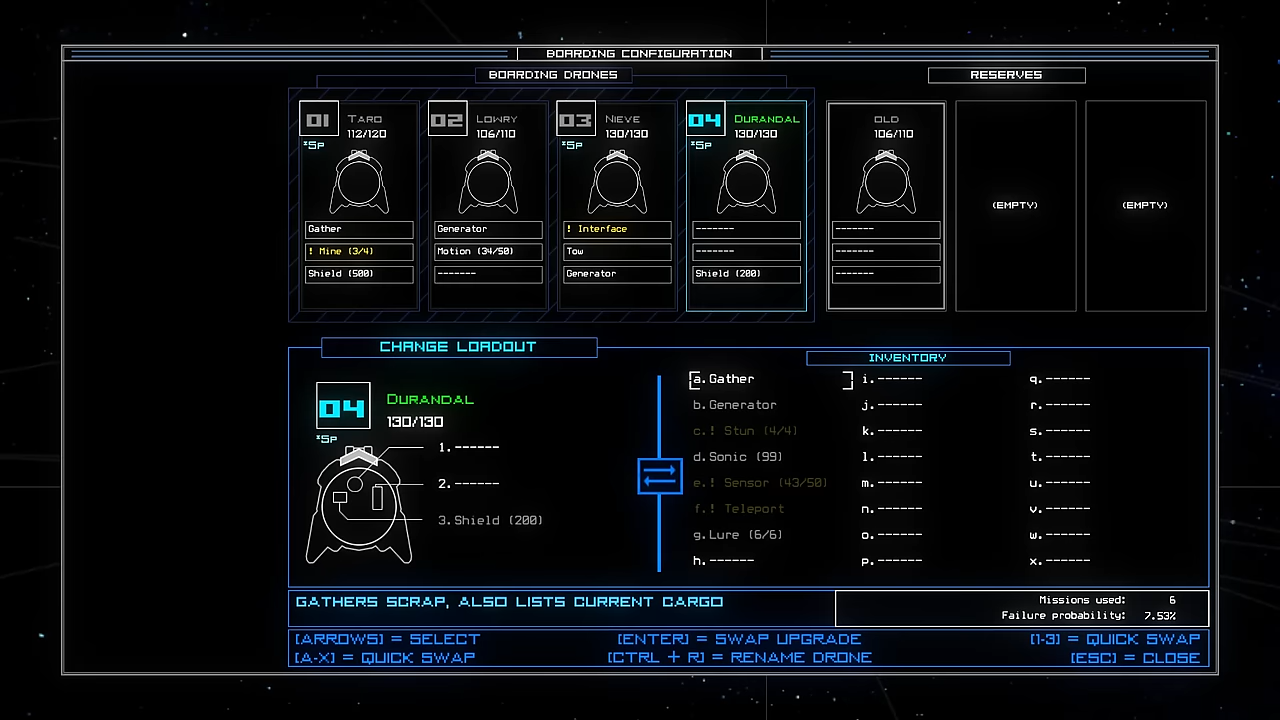 BOARDING CONFIGURATION
BOARDING DRONES
RESERVES
01 TARO
112/120
*SP
Gather
! Mine (3/4)
Shield (500)
02 LOWRY
106/110
Generator
Motion (34/50)
-------
03 NIEVE
130/130
*SP
! Interface
Tow
Generator
04 DURANDAL
130/130
*SP
-------
-------
Shield (200)
OLD
106/110
-------
-------
-------
(EMPTY)
(EMPTY)
CHANGE LOADOUT
04 DURANDAL
130/130
*SP
1.------
2.------
3.Shield (200)
INVENTORY
a.Gather
b.Generator
c.! Stun (4/4)
d.Sonic (99)
e.! Sensor (43/50)
f.! Teleport
g.Lure (6/6)
h.------
i.------
j.------
k.------
l.------
m.------
n.------
o.------
p.------
q.------
r.------
s.------
t.------
u.------
v.------
w.------
x.------
GATHERS SCRAP, ALSO LISTS CURRENT CARGO
Missions used: 6
Failure probability: 7.53%
[ARROWS] = SELECT
[ENTER] = SWAP UPGRADE
[1-3] = QUICK SWAP
[A-X] = QUICK SWAP
[CTRL + R] = RENAME DRONE
[ESC] = CLOSE